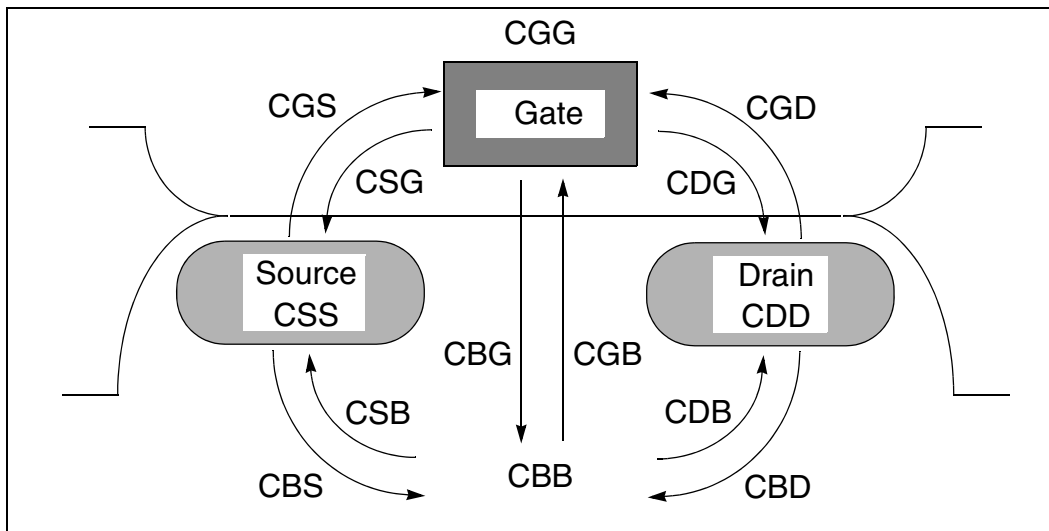 CGG
Gate
CGS
CGD
CSG
CDG
Source
CSS
Drain
CDD
CBG
CGB
CSB
CDB
CBS
CBB
CBD